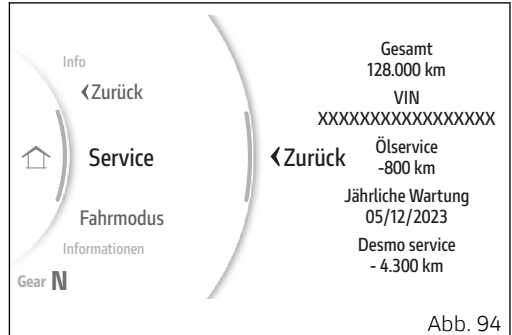 Info
Zurück
Service
Fahrmodus
Informationen
Gear N
Zurück
Gesamt
128.000 km
VIN
XXXXXXXXXXXXXXXXX
Ölservice
-800 km
Jährliche Wartung
05/12/2023
Desmo service
- 4.300 km
Abb. 94